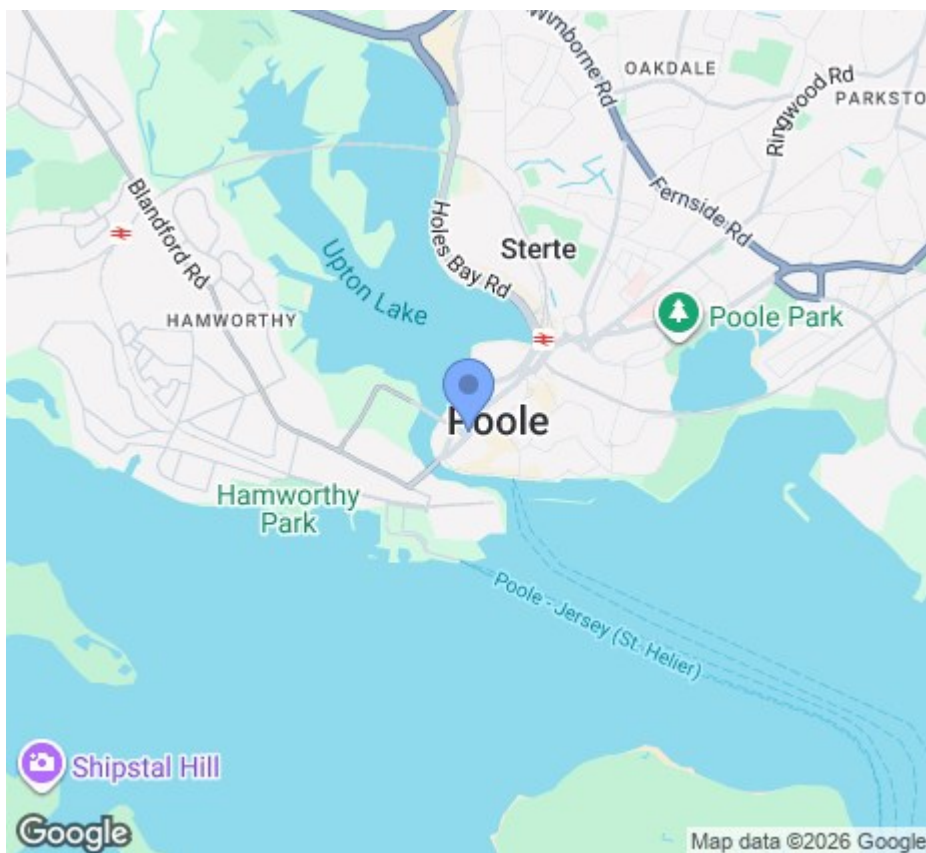 Wimborne Rd
OAKDALE
Ringwood Rd
PARKSTO
Blandford Rd
Holes Bay Rd
Fernside Rd
Sterte
Upton Lake
HAMWORTHY
Poole Park
Poole
Hamworthy
Park
Poole - Jersey (St. Helier)
Shipstal Hill
Google
Map data ©2026 Google